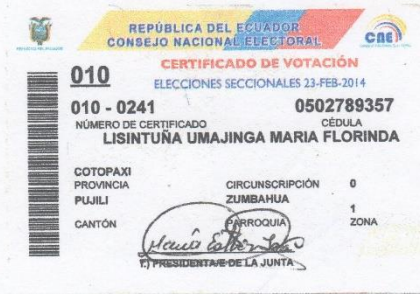 REPÚBLICA DEL ECUADOR
CONSEJO NACIONAL ELECTORAL
CNE
CERTIFICADO DE VOTACIÓN
010
ELECCIONES SECCIONALES 23-FEB-2014
010 - 0241 0502789357
NÚMERO DE CERTIFICADO CÉDULA
LISINTUÑA UMAJINGA MARIA FLORINDA
COTOPAXI
PROVINCIA CIRCUNSCRIPCIÓN 0
PUJILI ZUMBAHUA
1
CANTÓN PARROQUIA ZONA
F.) PRESIDENTA/E DE LA JUNTA